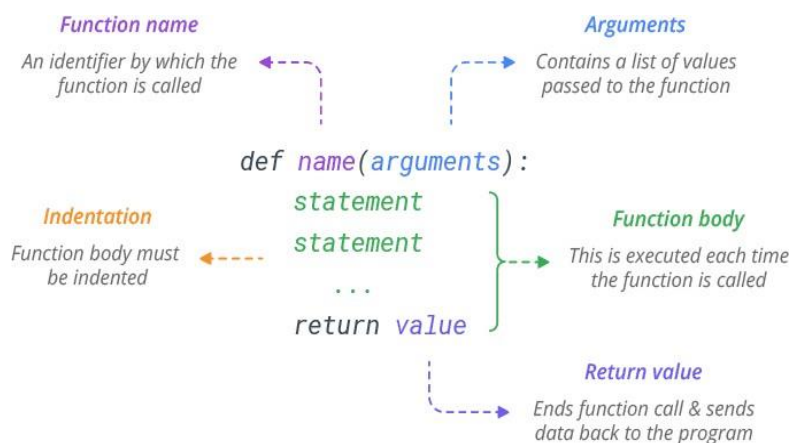 Function name
An identifier by which the
function is called
Arguments
Contains a list of values
passed to the function
def name(arguments):
statement
statement
...
return value
Indentation
Function body must
be indented
Function body
This is executed each time
the function is called
Return value
Ends function call & sends
data back to the program